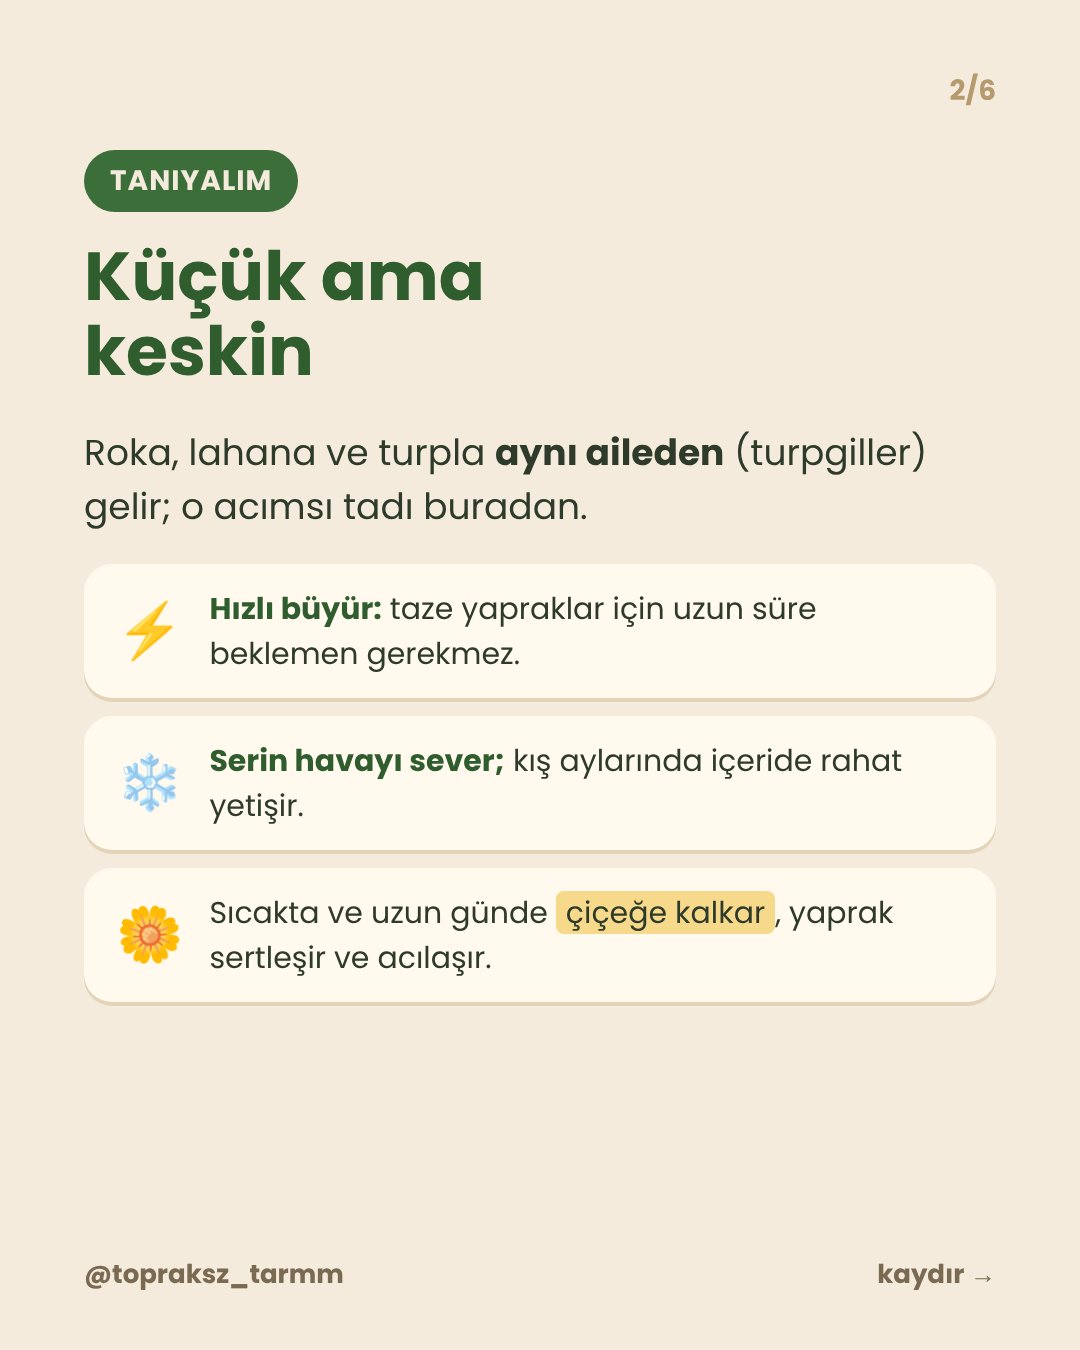 2/6
TANIYALIM
Küçük ama
keskin
Roka, lahana ve turpla aynı aileden (turpgiller)
gelir; o acımsı tadı buradan.
Hızlı büyür: taze yapraklar için uzun süre
beklemen gerekmez.
Serin havayı sever; kış aylarında içeride rahat
yetişir.
Sıcakta ve uzun günde çiçeğe kalkar, yaprak
sertleşir ve acılaşır.
@topraksz_tarmm
kaydır →